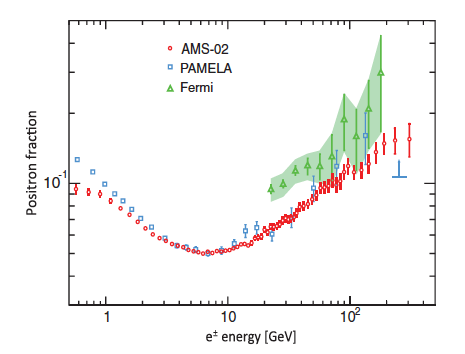 AMS-02
PAMELA
Fermi
Positron fraction
10⁻¹
1
10
10²
e± energy [GeV]